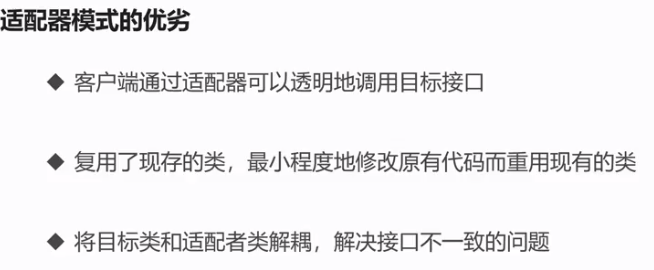 适配器模式的优劣
◆ 客户端通过适配器可以透明地调用目标接口
◆ 复用了现存的类，最小程度地修改原有代码而重用现有的类
◆ 将目标类和适配者类解耦，解决接口不一致的问题